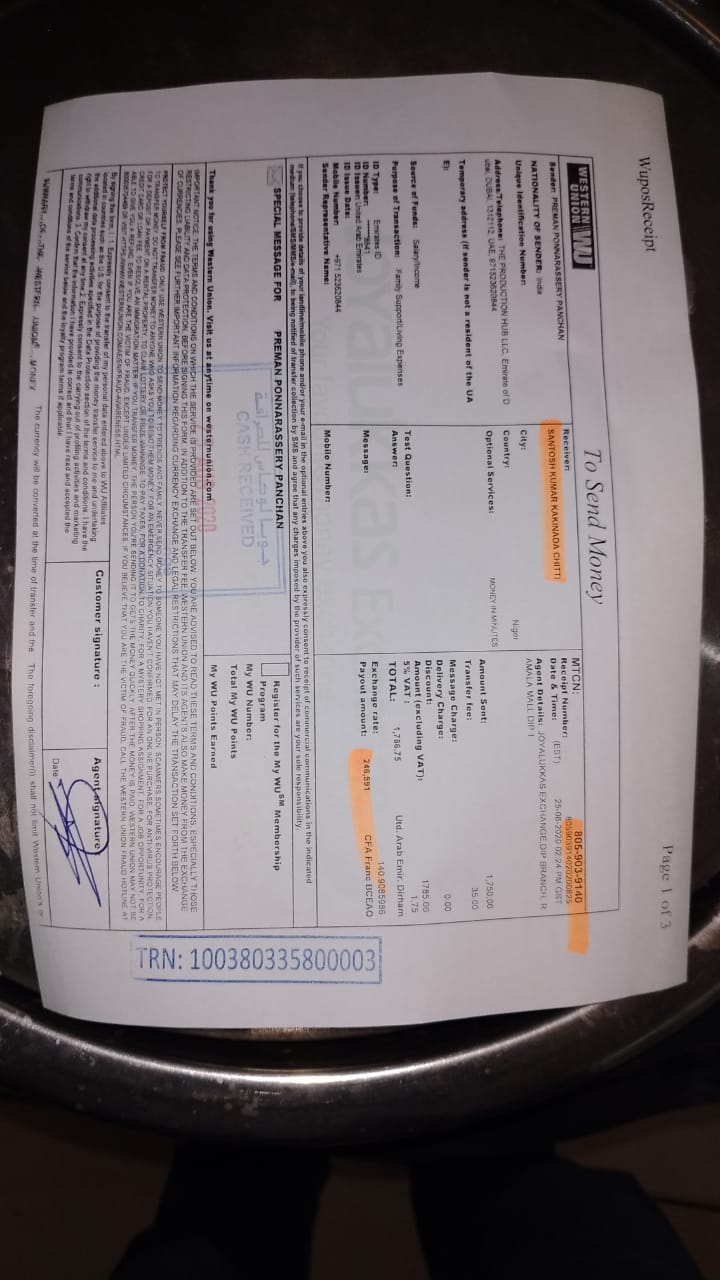 WuposReceipt
Page 1 of 3
WESTERN UNION WU
To Send Money
Sender: PREMAN PONNARASSERY PANCHAN
NATIONALITY OF SENDER: India
Unique Identification Number:
Address/Telephone: THE PRODUCTION HUB LLC, Emirate of D
ubai, DUBAI, 1312112, UAE, 971523620844
Temporary address (If sender is not a resident of the UA
E):
Source of Funds: Salary/Income
Purpose of Transaction: Family Support/Living Expenses
ID Type: Emirates ID
ID Number: ******8641
ID Issuer: United Arab Emirates
ID Issue Date:
Mobile Number: +971 523620844
Sender Representative Name:
Receiver:
SANTOSH KUMAR KAKINADA CHITTI
City:
Country: Niger
Optional Services: MONEY IN MINUTES
Test Question:
Answer:
Message:
Mobile Number:
MTCN: 805-903-9140
Receipt Number: 805903914020200825
Date & Time: (EST) 25-08-2020 02:24 PM GST
Agent Details: JOYALUKKAS EXCHANGE,DIP BRANCH, R
AMALA MALL DIP 1
Amount Sent: 1,750.00
Transfer fee: 35.00
Message Charge:
Delivery Charge: 0.00
Discount:
Amount (excluding VAT): 1785.00
5% VAT : 1.75
TOTAL: 1,786.75 Utd. Arab Emir. Dirham
Exchange rate: 140.9085986
Payout amount: 246,591 CFA Franc BCEAO
If you choose to provide details of your landline/mobile phone and/or your e-mail in the optional entries above you also expressly consent to receipt of commercial communications in the indicated
medium (telephone/SMS/MMS/e-mail), to being notified of transfer collection by SMS and agree that any charges imposed by the provider of such services are your sole responsibility.
SPECIAL MESSAGE FOR PREMAN PONNARASSERY PANCHAN
جويا لوكاس للصرافة
CASH RECEIVED
AUG 2020
Thank you for using Western Union. Visit us at anytime on westernunion.com
Register for the My WU SM Membership
Program
My WU Number:
Total My WU Points
My WU Points Earned
TRN: 100380335800003
IMPORTANT NOTICE: THE TERMS AND CONDITIONS ON WHICH THE SERVICE IS PROVIDED ARE SET OUT BELOW. YOU ARE ADVISED TO READ THESE TERMS AND CONDITIONS, ESPECIALLY THOSE
RESTRICTING LIABILITY AND DATA PROTECTION, BEFORE SIGNING THIS FORM. IN ADDITION TO THE TRANSFER FEE, WESTERN UNION AND ITS AGENTS ALSO MAKE MONEY FROM THE EXCHANGE
OF CURRENCIES. PLEASE SEE FURTHER IMPORTANT INFORMATION REGARDING CURRENCY EXCHANGE AND LEGAL RESTRICTIONS THAT MAY DELAY THE TRANSACTION SET FORTH BELOW.
PROTECT YOURSELF FROM FRAUD. ONLY USE WESTERN UNION TO SEND MONEY TO FRIENDS AND FAMILY. NEVER SEND MONEY TO SOMEONE YOU HAVE NOT MET IN PERSON. SCAMMERS SOMETIMES ENCOURAGE PEOPLE
TO TRANSFER MONEY. DO NOT TRANSFER MONEY TO ANYONE WHO ASKS YOU TO SEND THEM MONEY: FOR AN EMERGENCY SITUATION YOU HAVEN'T CONFIRMED. FOR AN ONLINE PURCHASE, FOR ANTI-VIRUS PROTECTION.
FOR A DEPOSIT OR PAYMENT ON A RENTAL PROPERTY, TO CLAIM LOTTERY OR PRIZE WINNINGS, TO PAY TAXES, FOR A DONATION TO CHARITY, FOR A MYSTERY SHOPPING ASSIGNMENT. FOR A JOB OPPORTUNITY. FOR A
CREDIT CARD OR LOAN FEE, TO RESOLVE AN IMMIGRATION MATTER. IF YOU TRANSFER MONEY, THE PERSON YOU'RE SENDING IT TO GETS THE MONEY QUICKLY. AFTER THE MONEY IS PAID, WESTERN UNION MAY NOT BE
ABLE TO GIVE YOU A REFUND, EVEN IF YOU ARE THE VICTIM OF FRAUD, EXCEPT UNDER LIMITED CIRCUMSTANCES. IF YOU BELIEVE THAT YOU ARE THE VICTIM OF FRAUD, CALL THE WESTERN UNION FRAUD HOTLINE AT
OR VISIT
By signing this form, I : 1. Expressly consent to the transfer of my personal data entered above to WU Affiliates
located in countries such as the U.S. for the purpose of providing the money transfer service to me and undertaking
the additional data processing activities specified in the Data Protection section of the terms and conditions. I have the
right to withdraw my consent at any time.2. Expressly consent to the carrying out of profiling activities and marketing
communications. 3. Confirm that the information I have provided is correct and that I have read and accepted the
terms and conditions of the service below and the loyalty program terms if applicable.
Customer signature :
Agent signature:
Date:
SUMMARY OF THE WESTERN UNION MONEY
The currency will be converted at the time of transfer and the
The foregoing disclaimer(s) shall not limit Western Union's or